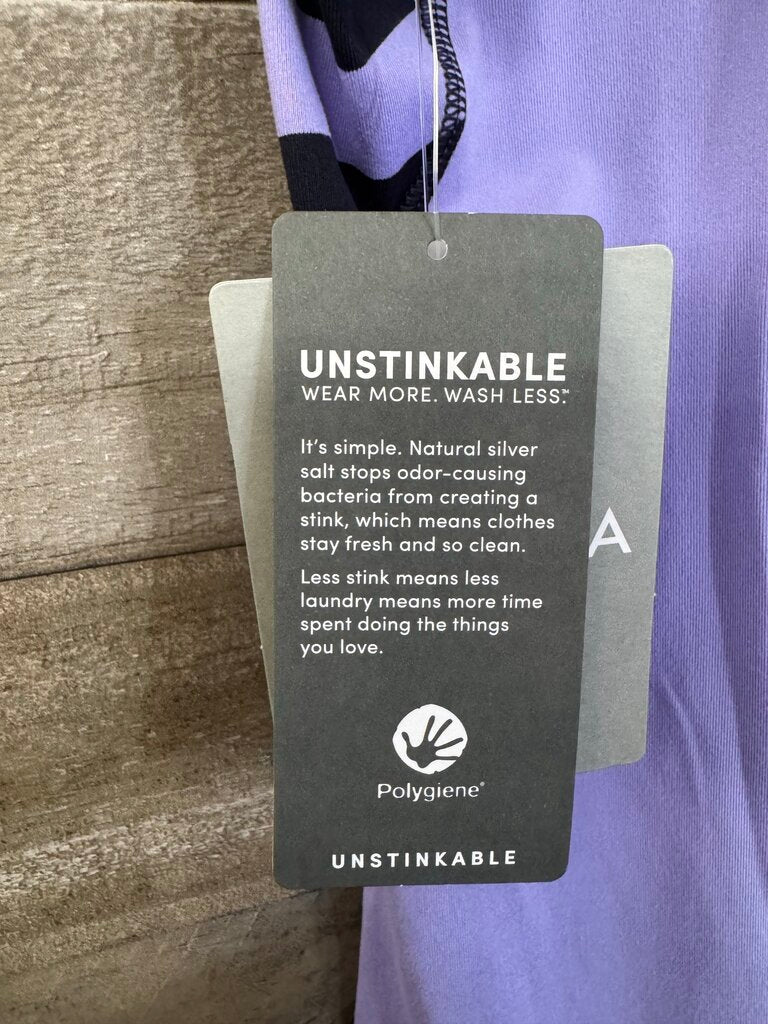 UNSTINKABLE
WEAR MORE. WASH LESS.™
It's simple. Natural silver
salt stops odor-causing
bacteria from creating a
stink, which means clothes
stay fresh and so clean.
Less stink means less
laundry means more time
spent doing the things
you love.
A
Polygiene®
UNSTINKABLE